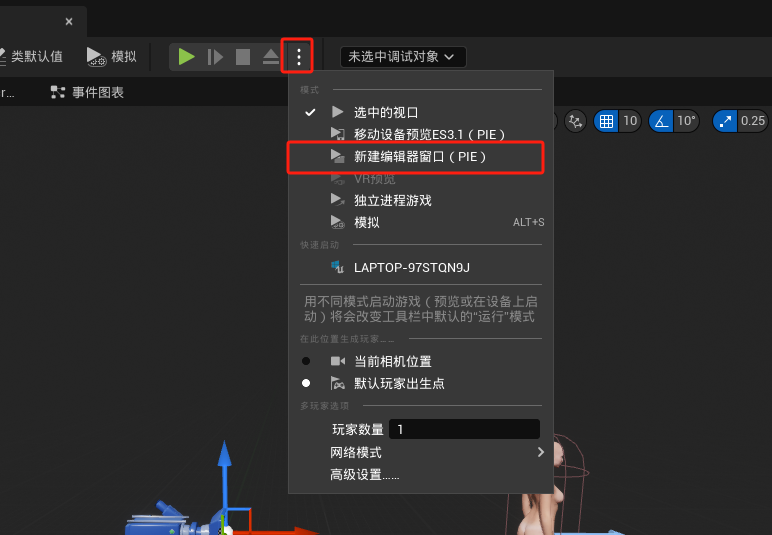 ×
类默认值
模拟
未选中调试对象
r...
事件图表
模式
选中的视口
10
10°
0.25
移动设备预览ES3.1（PIE）
新建编辑器窗口（PIE）
VR预览
独立进程游戏
模拟
ALT+S
快速启动
LAPTOP-97STQN9J
用不同模式启动游戏（预览或在设备上启
动）将会改变工具栏中默认的“运行”模式
在此位置生成玩家……
当前相机位置
默认玩家出生点
多玩家选项
玩家数量
1
网络模式
高级设置……